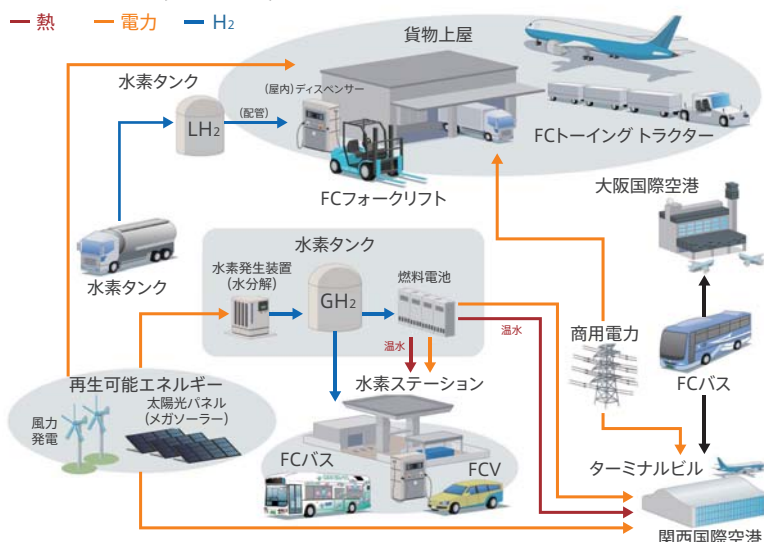 熱 電力 H2
貨物上屋
水素タンク
(屋内)ディスペンサー
(配管)
LH2
FCトーイング トラクター
FCフォークリフト
大阪国際空港
水素タンク
水素タンク
水素発生装置
(水分解)
燃料電池
GH2
温水
温水
商用電力
水素ステーション
FCバス
再生可能エネルギー
太陽光パネル
(メガソーラー)
風力
発電
FCバス
FCV
ターミナルビル
関西国際空港